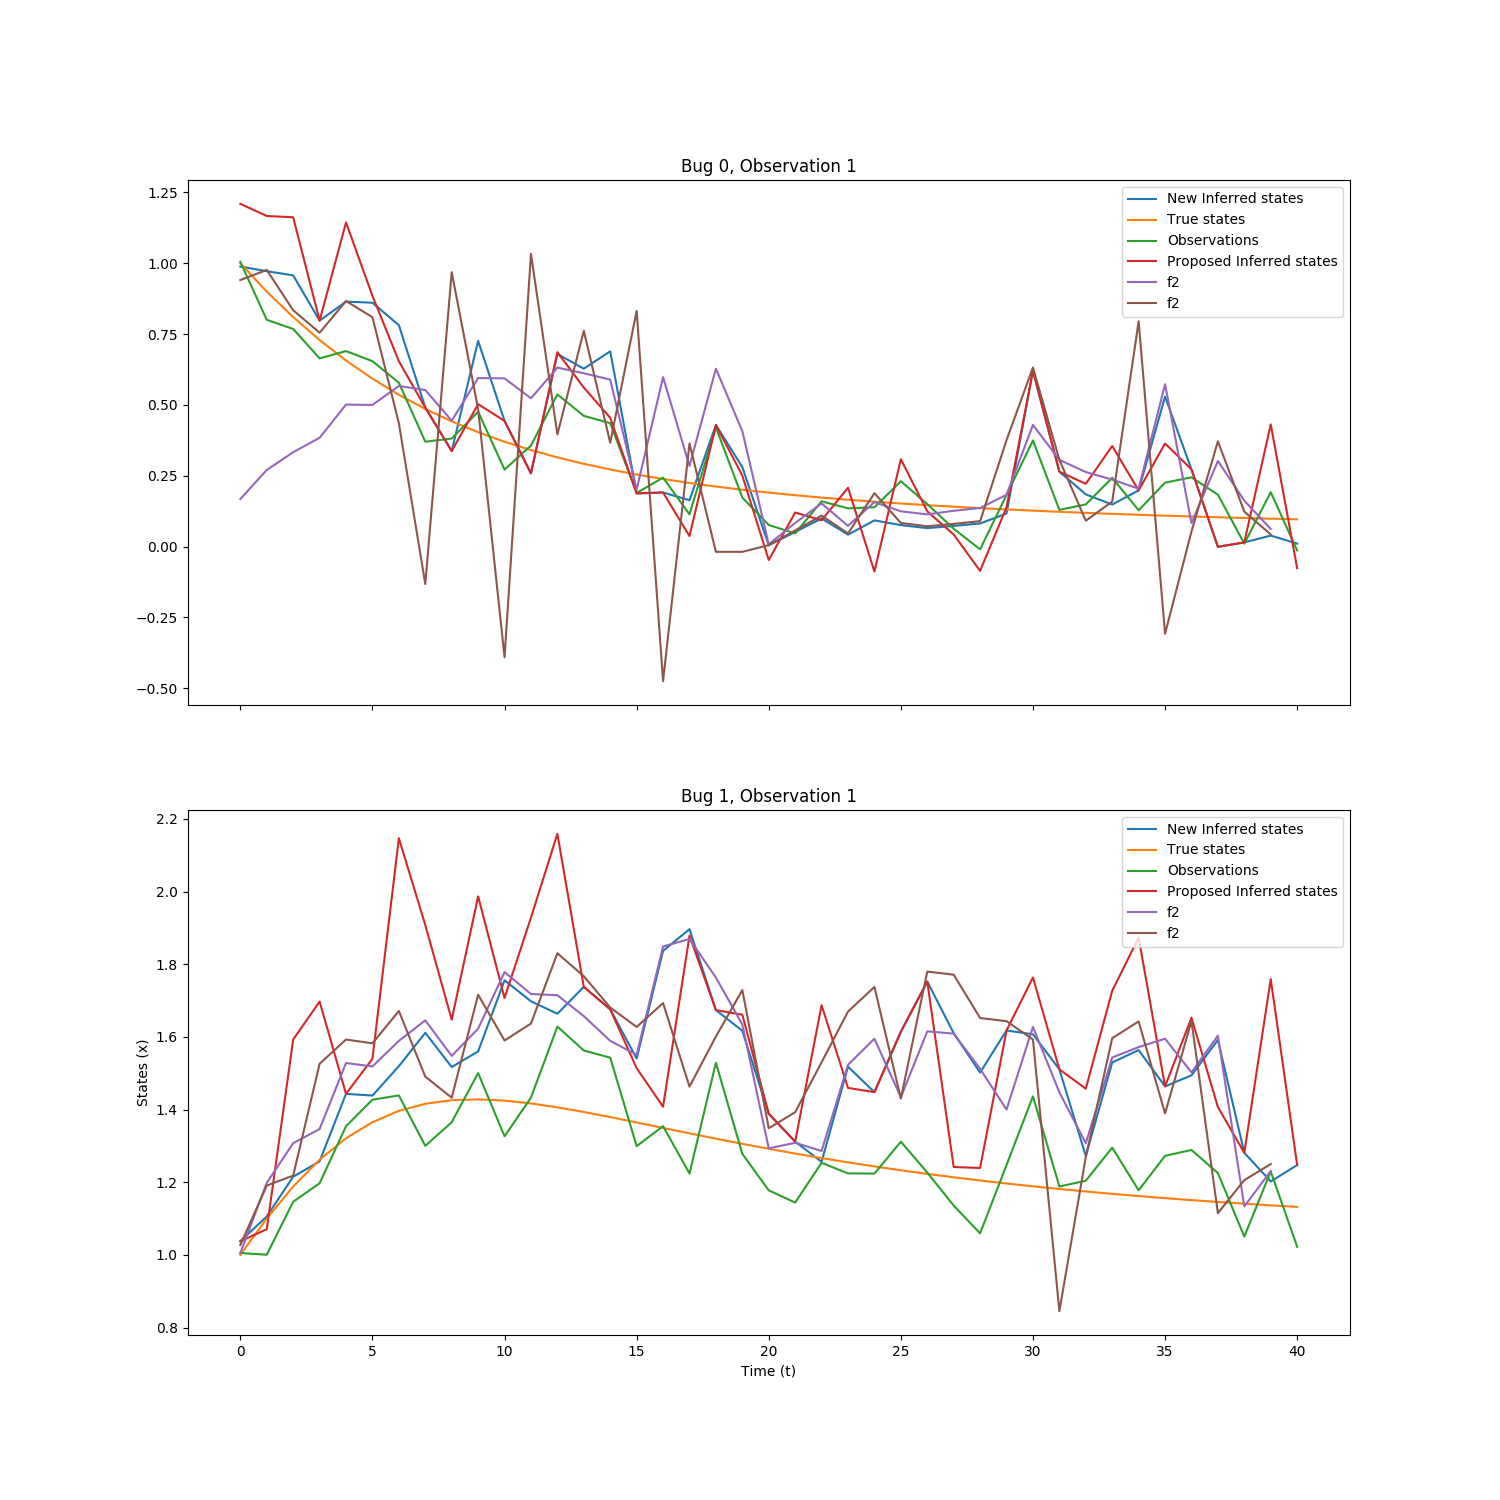 Bug 0, Observation 1
1.25
1.00
0.75
0.50
0.25
0.00
−0.25
−0.50
New Inferred states
True states
Observations
Proposed Inferred states
f2
f2
Bug 1, Observation 1
States (x)
2.2
2.0
1.8
1.6
1.4
1.2
1.0
0.8
New Inferred states
True states
Observations
Proposed Inferred states
f2
f2
0 5 10 15 20 25 30 35 40
Time (t)